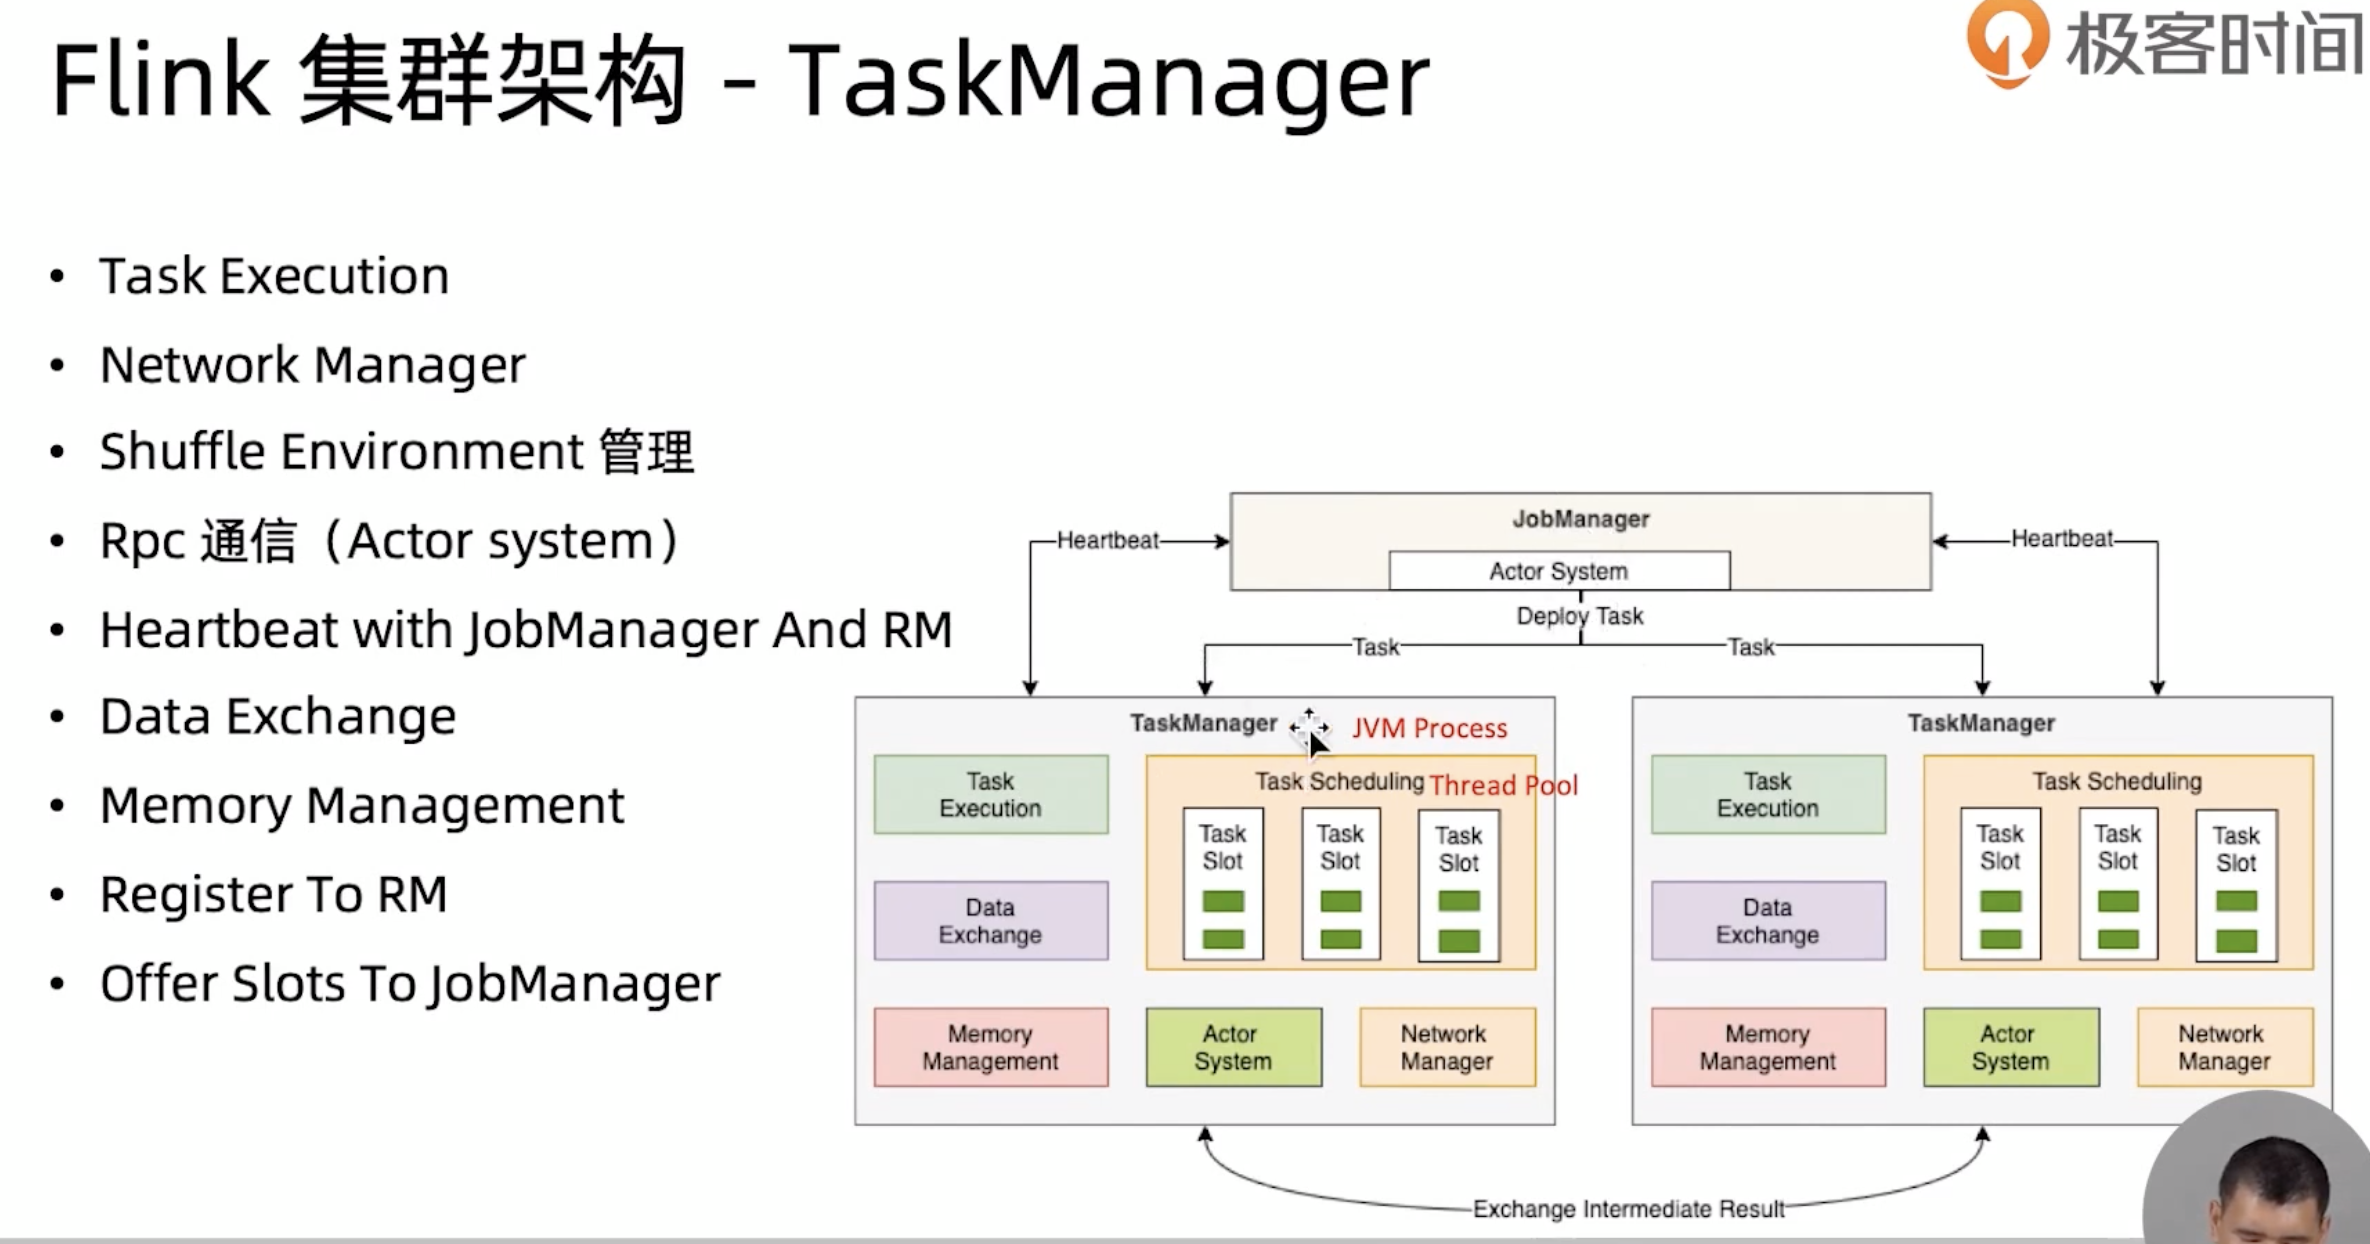 Flink 集群架构 - TaskManager
极客时间
• Task Execution
• Network Manager
• Shuffle Environment 管理
• Rpc 通信（Actor system）
• Heartbeat with JobManager And RM
• Data Exchange
• Memory Management
• Register To RM
• Offer Slots To JobManager
JobManager
Actor System
Heartbeat
Heartbeat
Deploy Task
Task
Task
TaskManager
JVM Process
Task
Execution
Task Scheduling
Thread Pool
Task
Slot
Task
Slot
Task
Slot
Data
Exchange
Memory
Management
Actor
System
Network
Manager
TaskManager
Task
Execution
Task Scheduling
Task
Slot
Task
Slot
Task
Slot
Data
Exchange
Memory
Management
Actor
System
Network
Manager
Exchange Intermediate Result